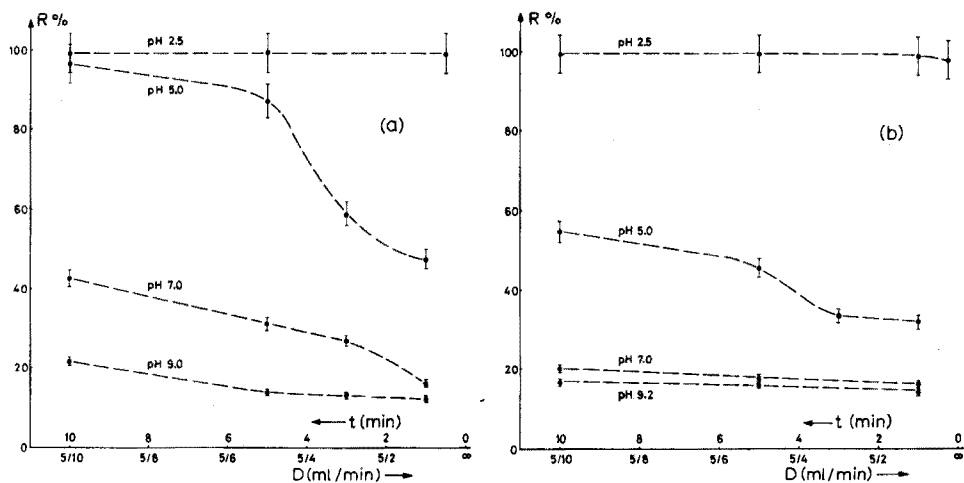 R %
100
80
60
40
20
0
pH 2.5
pH 5.0
pH 7.0
pH 9.0
(a)
t (min)
10 8 6 4 2 0
5/10 5/8 5/6 5/4 5/2 ∞
D (ml/min)
R %
100
80
60
40
20
0
pH 2.5
pH 5.0
pH 7.0
pH 9.2
(b)
t (min)
10 8 6 4 2 0
5/10 5/8 5/6 5/4 5/2 ∞
D (ml/min)